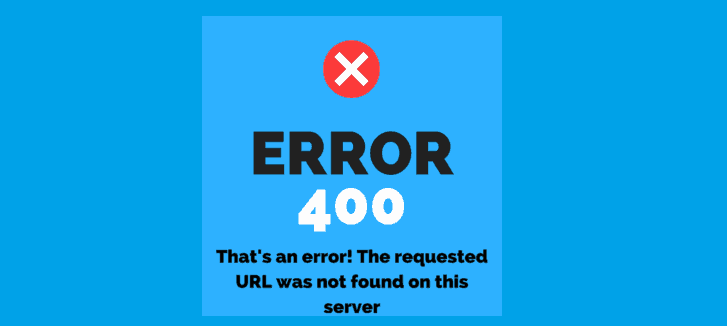 ERROR
400
That's an error! The requested
URL was not found on this
server